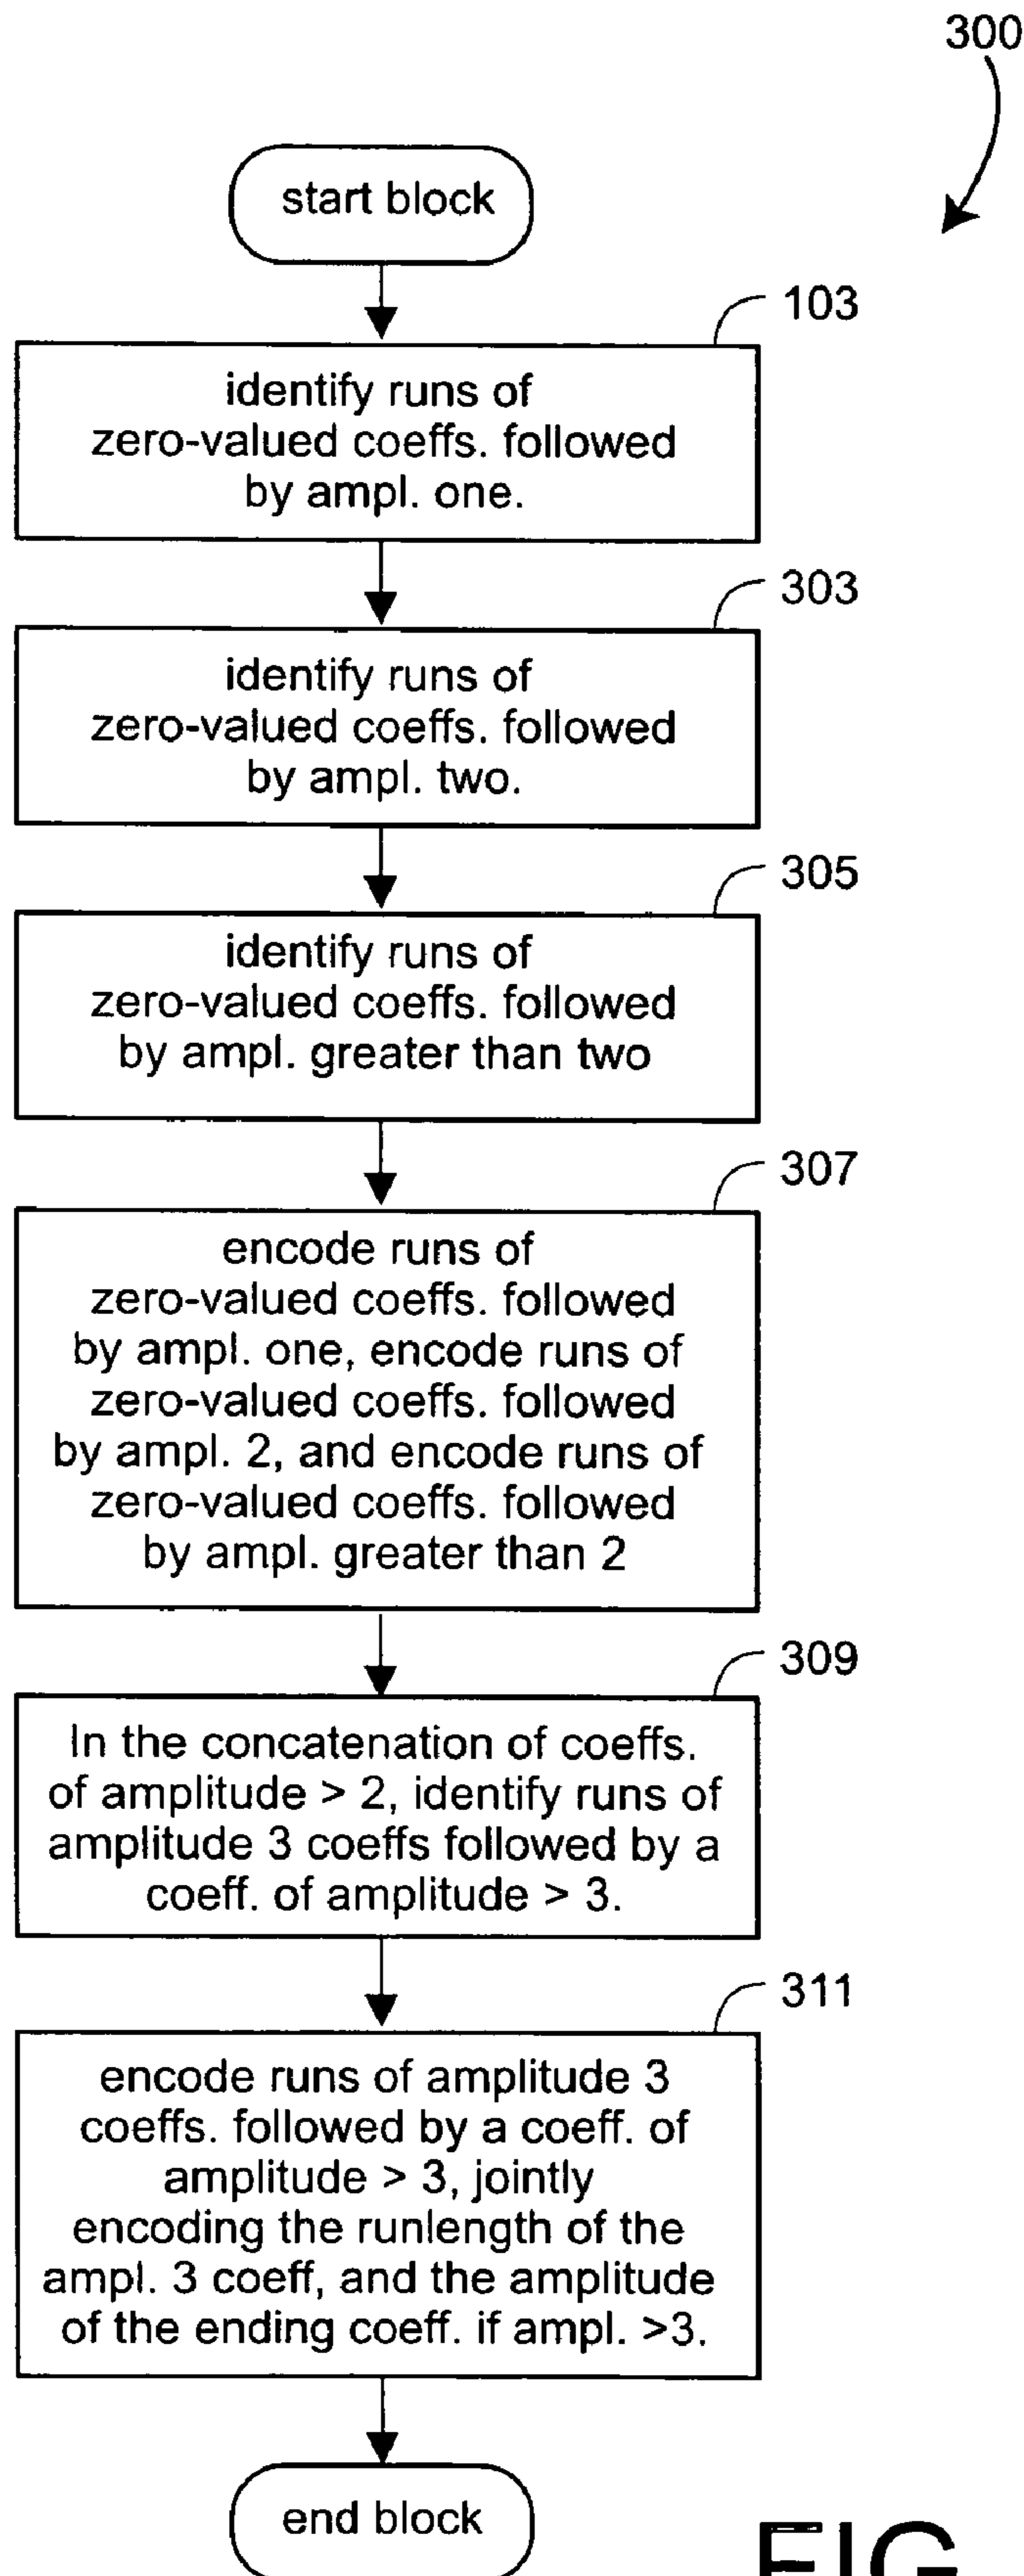 300
start block
103
identify runs of
zero-valued coeffs. followed
by ampl. one.
303
identify runs of
zero-valued coeffs. followed
by ampl. two.
305
identify runs of
zero-valued coeffs. followed
by ampl. greater than two
307
encode runs of
zero-valued coeffs. followed
by ampl. one, encode runs of
zero-valued coeffs. followed
by ampl. 2, and encode runs of
zero-valued coeffs. followed
by ampl. greater than 2
309
In the concatenation of coeffs.
of amplitude > 2, identify runs of
amplitude 3 coeffs followed by a
coeff. of amplitude > 3.
311
encode runs of amplitude 3
coeffs. followed by a coeff. of
amplitude > 3, jointly
encoding the runlength of the
ampl. 3 coeff, and the amplitude
of the ending coeff. if ampl. >3.
end block
FIG